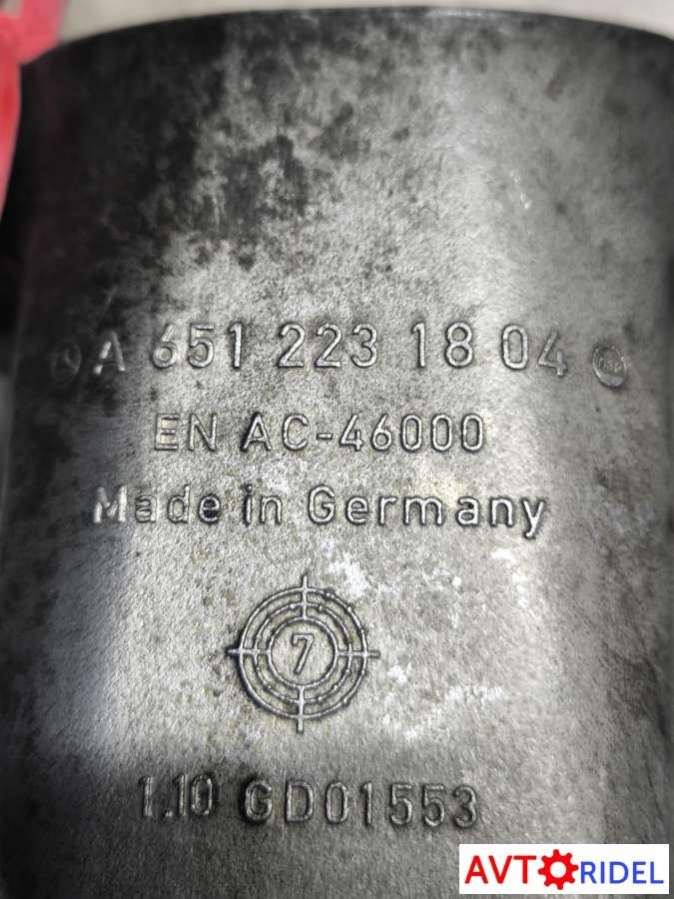 A 651 223 18 04
EN AC-46000
Made in Germany
7
1.10 GD01553
AVTORIDEL